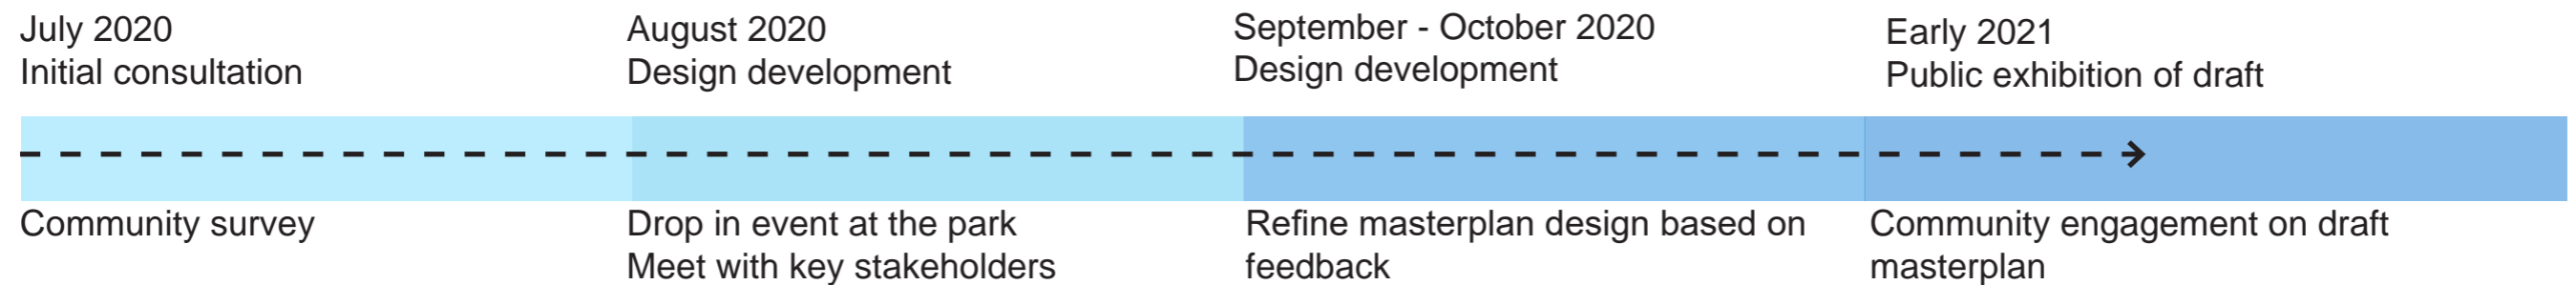 July 2020
Initial consultation
August 2020
Design development
September - October 2020
Design development
Early 2021
Public exhibition of draft
Community survey
Drop in event at the park
Meet with key stakeholders
Refine masterplan design based on
feedback
Community engagement on draft
masterplan